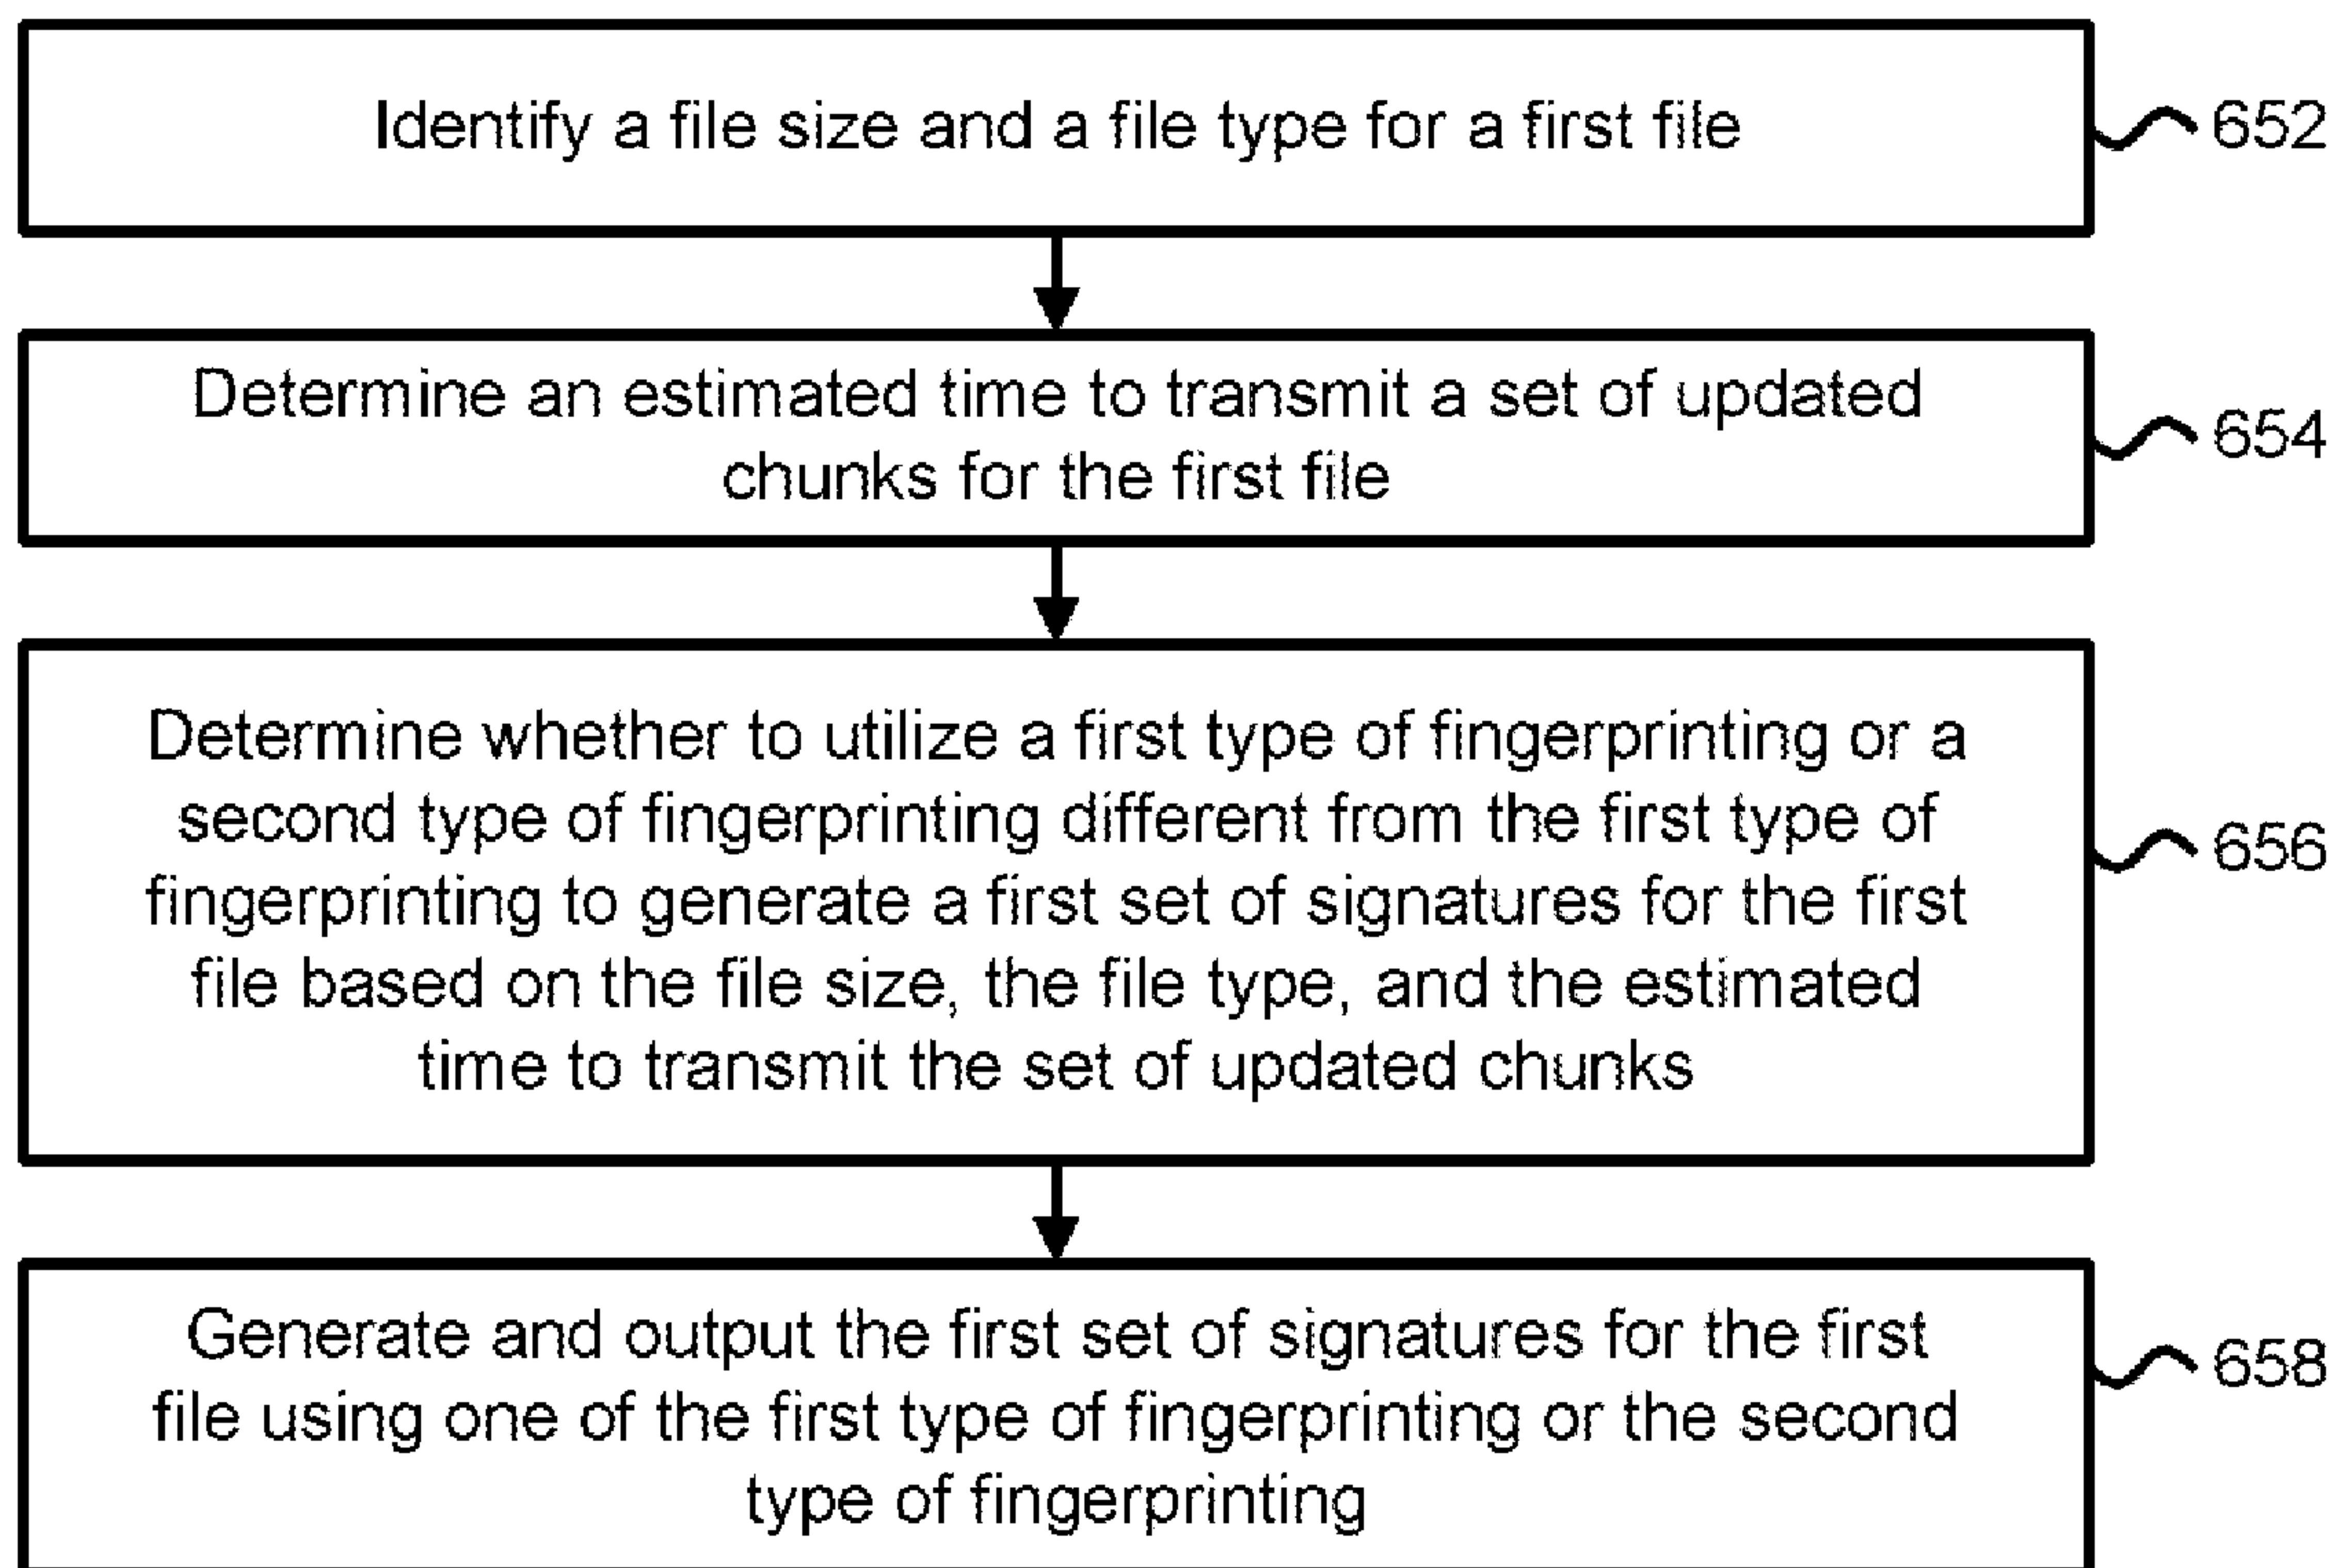 Identify a file size and a file type for a first file
652
Determine an estimated time to transmit a set of updated
chunks for the first file
654
Determine whether to utilize a first type of fingerprinting or a
second type of fingerprinting different from the first type of
fingerprinting to generate a first set of signatures for the first
file based on the file size, the file type, and the estimated
time to transmit the set of updated chunks
656
Generate and output the first set of signatures for the first
file using one of the first type of fingerprinting or the second
type of fingerprinting
658